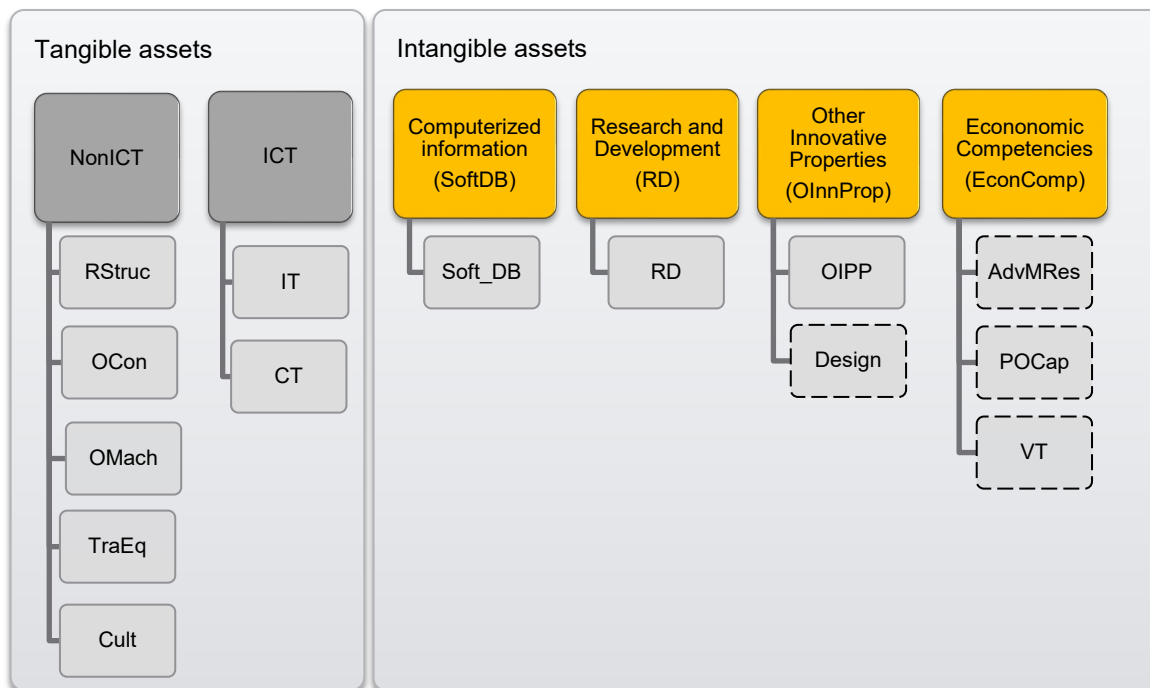 Tangible assets
NonICT
RStruc
OCon
OMach
TraEq
Cult
ICT
IT
CT
Intangible assets
Computerized
information
(SoftDB)
Soft_DB
Research and
Development
(RD)
RD
Other
Innovative
Properties
(OInnProp)
OIPP
Design
Econonomic
Competencies
(EconComp)
AdvMRes
POCap
VT